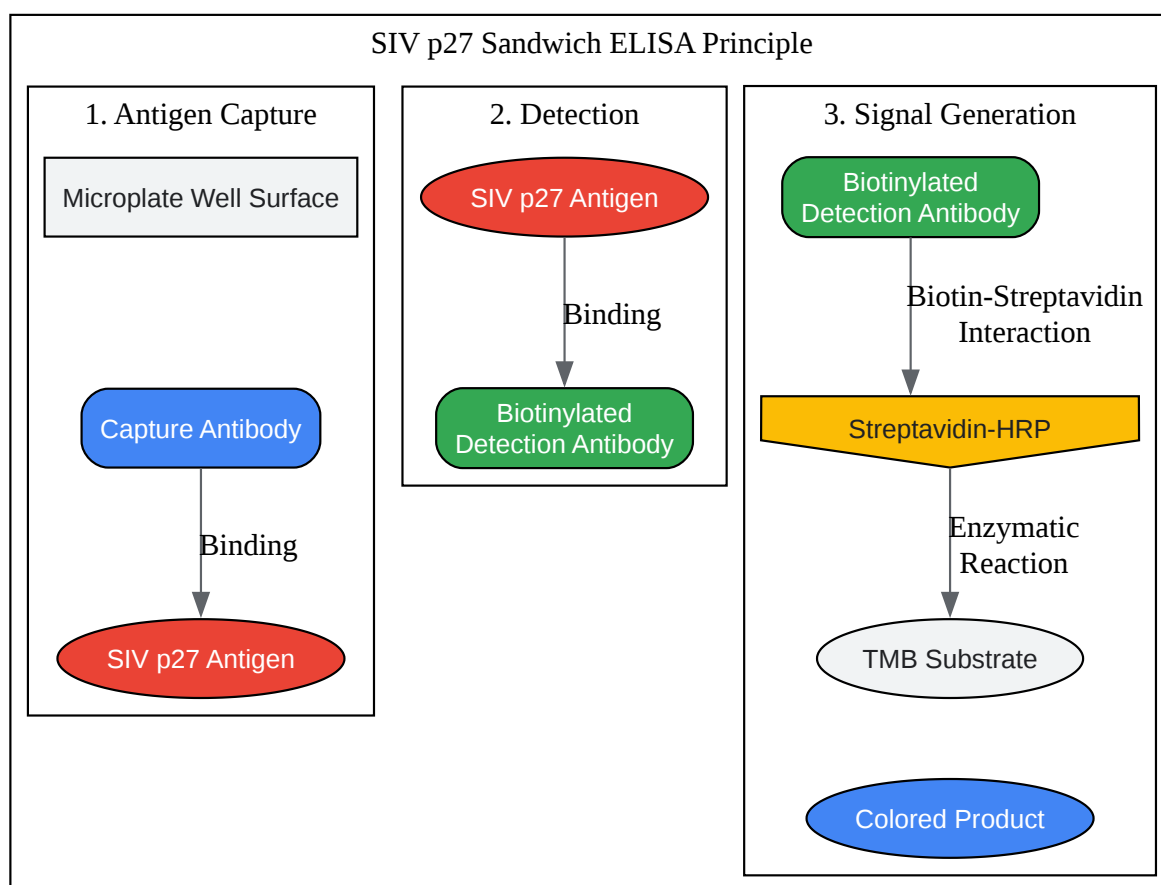 SIV p27 Sandwich ELISA Principle
1. Antigen Capture
Microplate Well Surface
Capture Antibody
Binding
SIV p27 Antigen
2. Detection
SIV p27 Antigen
Binding
Biotinylated
Detection Antibody
3. Signal Generation
Biotinylated
Detection Antibody
Biotin-Streptavidin
Interaction
Streptavidin-HRP
Enzymatic
Reaction
TMB Substrate
Colored Product